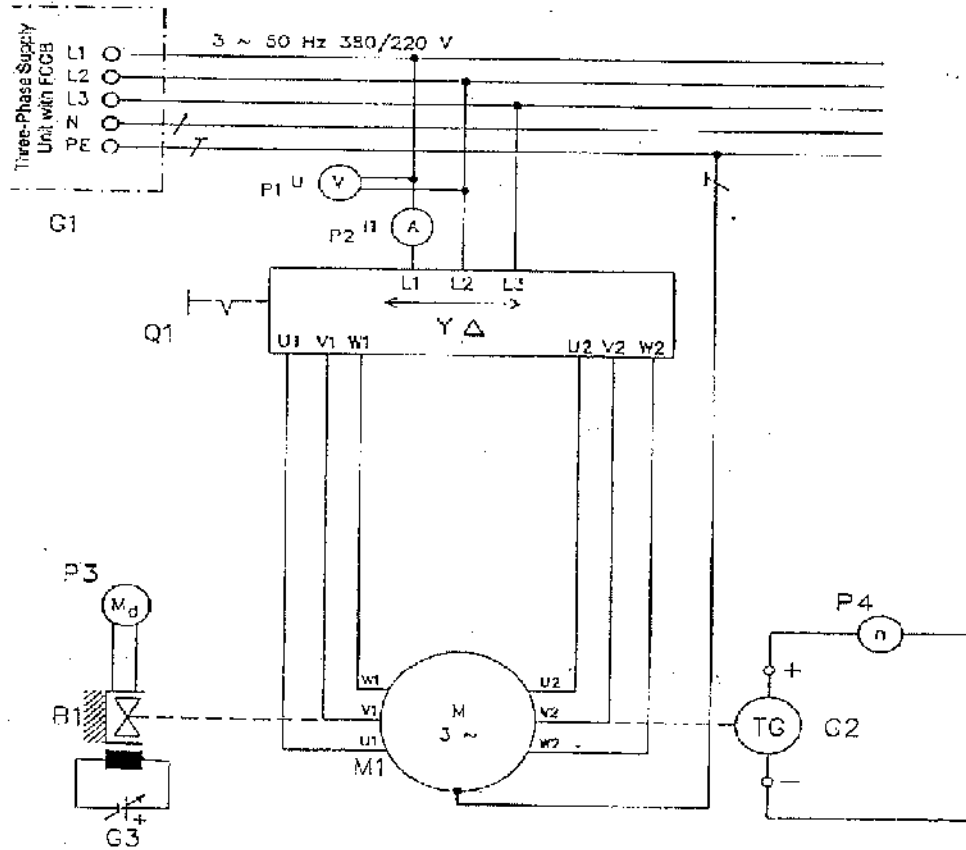 Three-Phase Supply
Unit with FCCB
L1
L2
L3
N
PE
3 ~ 50 Hz 380/220 V
G1
P1 U V
P2 I1 A
L1 L2 L3
Y Δ
Q1
U1 V1 W1
U2 V2 W2
P3
Md
P4
n
W1
V1
U1
M
3 ~
U2
V2
W2
M1
B1
+
TG G2
−
+
G3